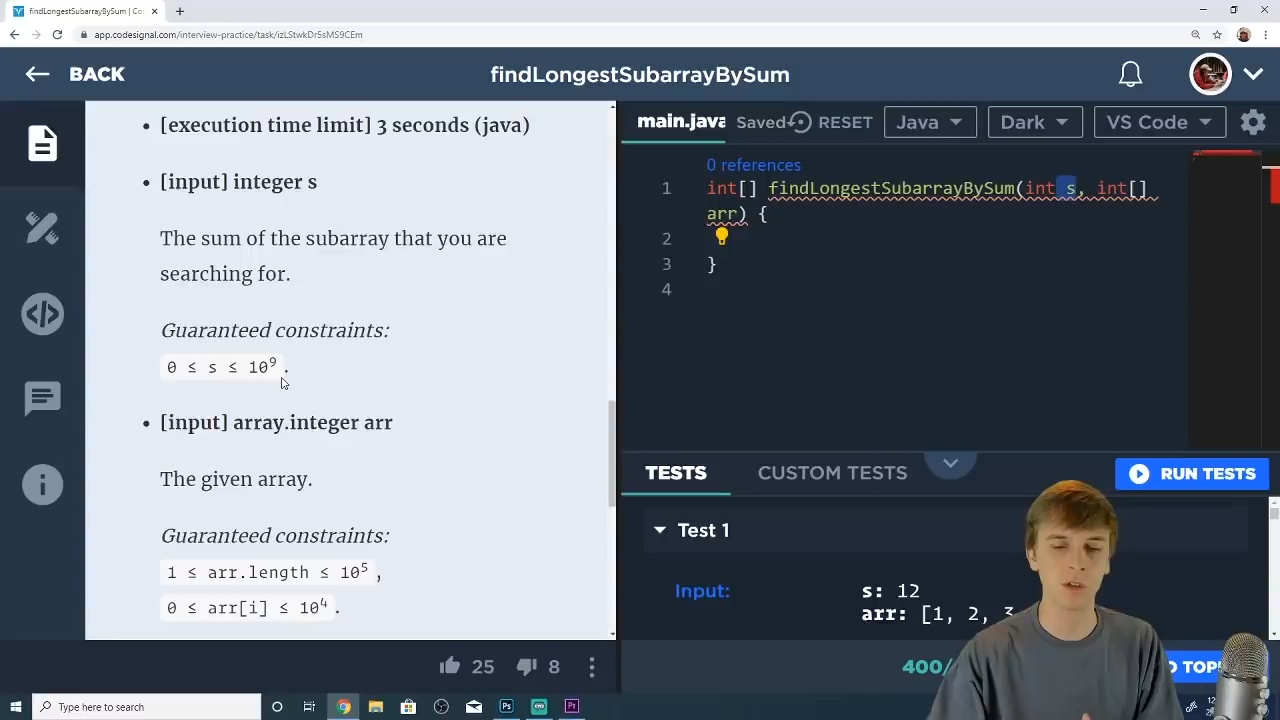 findLongestSubarrayBySum | Co
app.codesignal.com/interview-practice/task/izLStwkDr5sMS9CEm
BACK
findLongestSubarrayBySum
[execution time limit] 3 seconds (java)
[input] integer s
The sum of the subarray that you are
searching for.
Guaranteed constraints:
0 ≤ s ≤ 10⁹.
[input] array.integer arr
The given array.
Guaranteed constraints:
1 ≤ arr.length ≤ 10⁵,
0 ≤ arr[i] ≤ 10⁴.
25
8
main.java
Saved
RESET
Java
Dark
VS Code
0 references
1 int[] findLongestSubarrayBySum(int s, int[]
arr) {
2
3 }
4
TESTS
CUSTOM TESTS
RUN TESTS
Test 1
Input:
s: 12
arr: [1, 2, 3
400/
Type here to search